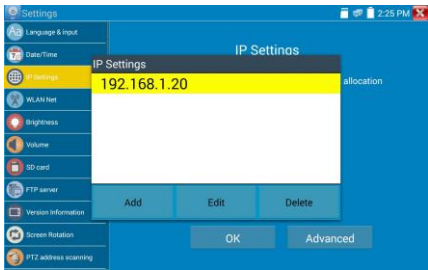 Settings
2:25 PM
Language & input
Date/Time
IP Settings
WLAN Net
Brightness
Volume
SD card
FTP server
Version Information
Screen Rotation
PTZ address scanning
IP Settings
allocation
IP Settings
192.168.1.20
Add
Edit
Delete
OK
Advanced